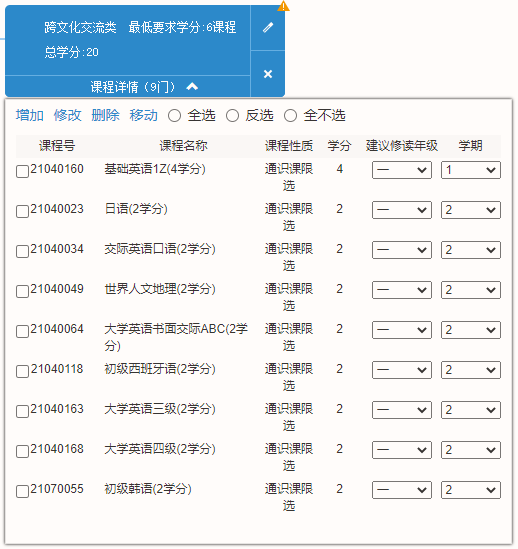 跨文化交流类 最低要求学分:6课程
总学分:20
课程详情（9门）
增加 修改 删除 移动 全选 反选 全不选
课程号 课程名称 课程性质 学分 建议修读年级 学期
21040160 基础英语1Z(4学分) 通识课限选 4 一 1
21040023 日语(2学分) 通识课限选 2 一 2
21040034 交际英语口语(2学分) 通识课限选 2 一 2
21040049 世界人文地理(2学分) 通识课限选 2 一 2
21040064 大学英语书面交际ABC(2学分) 通识课限选 2 一 2
21040118 初级西班牙语(2学分) 通识课限选 2 一 2
21040163 大学英语三级(2学分) 通识课限选 2 一 2
21040168 大学英语四级(2学分) 通识课限选 2 一 2
21070055 初级韩语(2学分) 通识课限选 2 一 2